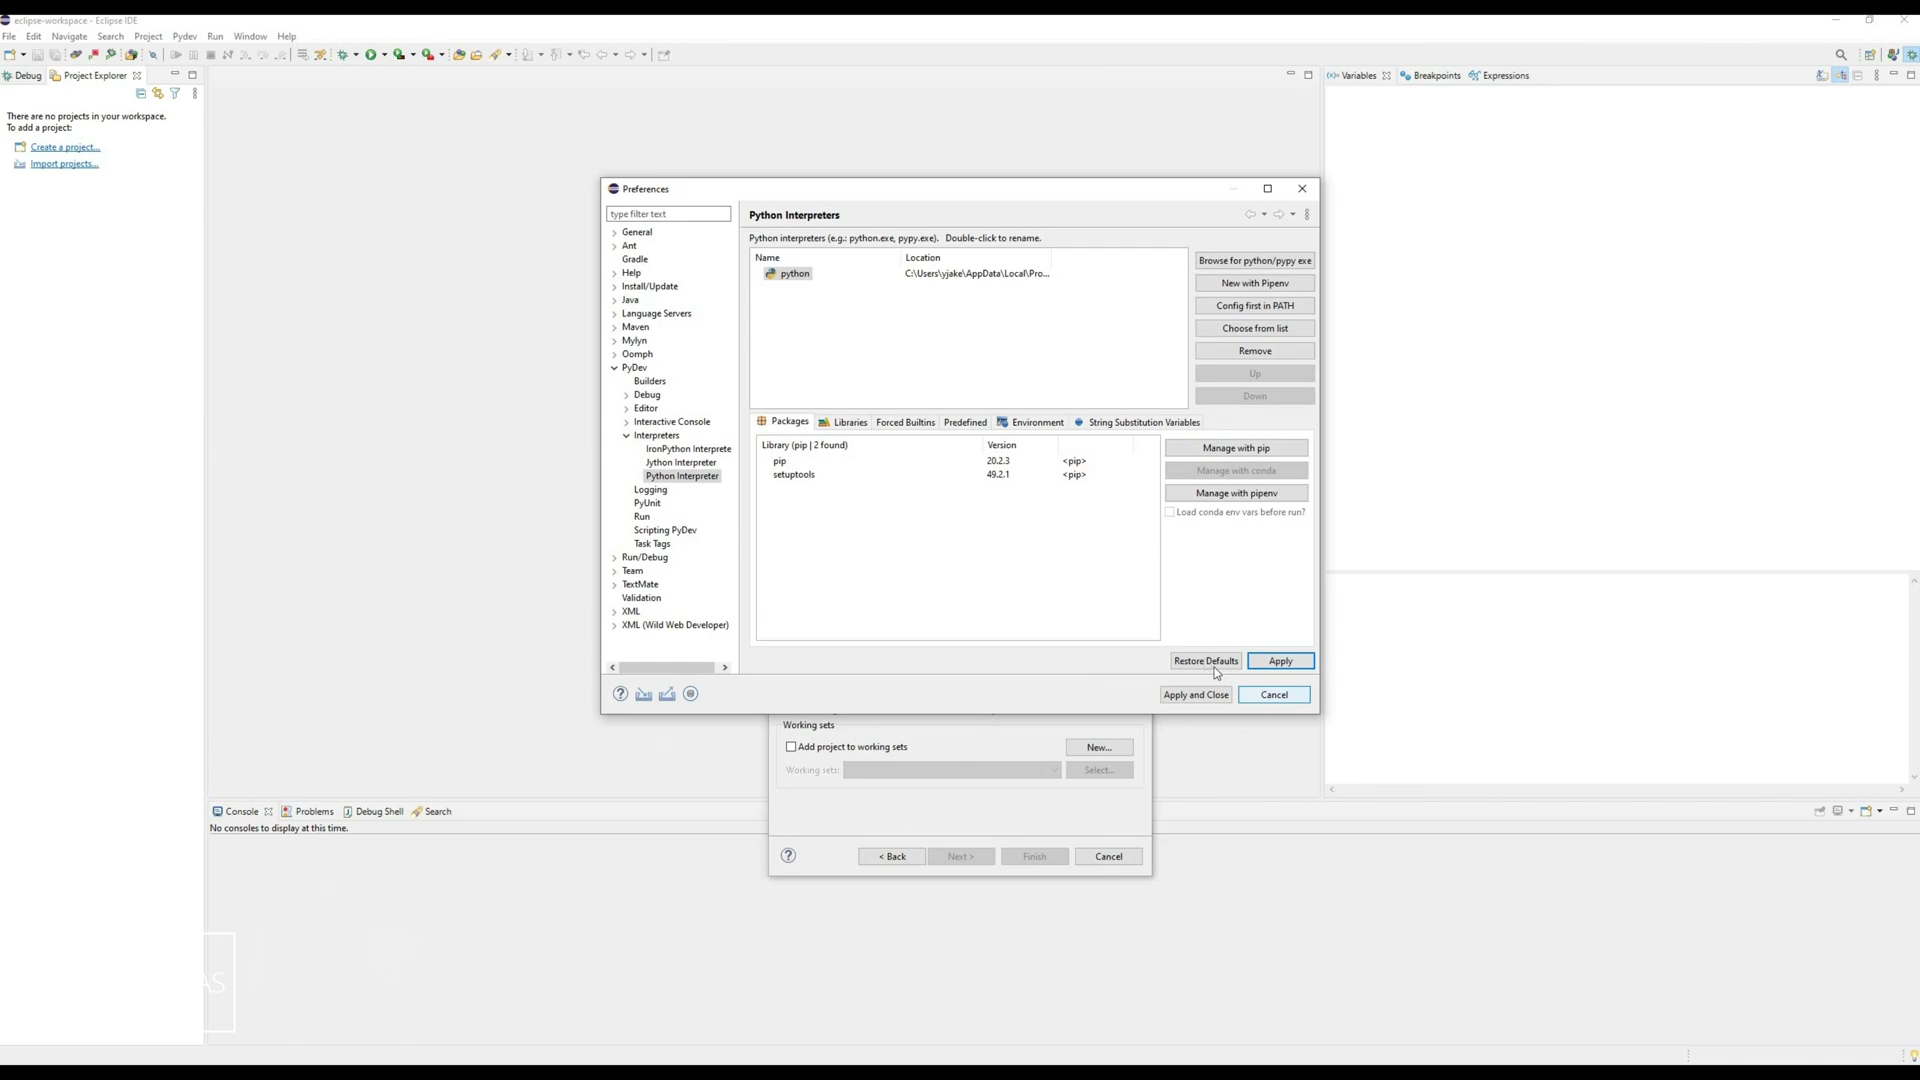 eclipse-workspace - Eclipse IDE
File Edit Navigate Search Project Pydev Run Window Help
Debug Project Explorer
(x)= Variables Breakpoints Expressions
There are no projects in your workspace.
To add a project:
Create a project...
Import projects...
Preferences
type filter text
General
Ant
Gradle
Help
Install/Update
Java
Language Servers
Maven
Mylyn
Oomph
PyDev
Builders
Debug
Editor
Interactive Console
Interpreters
IronPython Interprete
Jython Interpreter
Python Interpreter
Logging
PyUnit
Run
Scripting PyDev
Task Tags
Run/Debug
Team
TextMate
Validation
XML
XML (Wild Web Developer)
Python Interpreters
Python interpreters (e.g.: python.exe, pypy.exe). Double-click to rename.
Name Location
python C:\Users\yjake\AppData\Local\Pro...
Browse for python/pypy exe
New with Pipenv
Config first in PATH
Choose from list
Remove
Up
Down
Packages Libraries Forced Builtins Predefined Environment String Substitution Variables
Library (pip | 2 found) Version
pip 20.2.3 <pip>
setuptools 49.2.1 <pip>
Manage with pip
Manage with conda
Manage with pipenv
Load conda env vars before run?
Restore Defaults Apply
Apply and Close Cancel
Working sets
Add project to working sets New...
Working sets: Select...
< Back Next > Finish Cancel
Console Problems Debug Shell Search
No consoles to display at this time.
AS